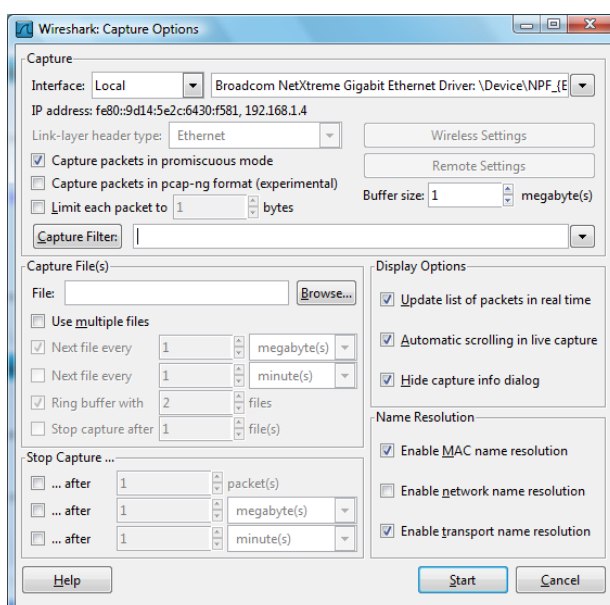 Wireshark: Capture Options
Capture
Interface: Local Broadcom NetXtreme Gigabit Ethernet Driver: \Device\NPF_{E
IP address: fe80::9d14:5e2c:6430:f581, 192.168.1.4
Link-layer header type: Ethernet Wireless Settings
Capture packets in promiscuous mode Remote Settings
Capture packets in pcap-ng format (experimental)
Buffer size: 1 megabyte(s)
Limit each packet to 1 bytes
Capture Filter:
Capture File(s)
File: Browse...
Use multiple files
Next file every 1 megabyte(s)
Next file every 1 minute(s)
Ring buffer with 2 files
Stop capture after 1 file(s)
Stop Capture ...
... after 1 packet(s)
... after 1 megabyte(s)
... after 1 minute(s)
Display Options
Update list of packets in real time
Automatic scrolling in live capture
Hide capture info dialog
Name Resolution
Enable MAC name resolution
Enable network name resolution
Enable transport name resolution
Help Start Cancel